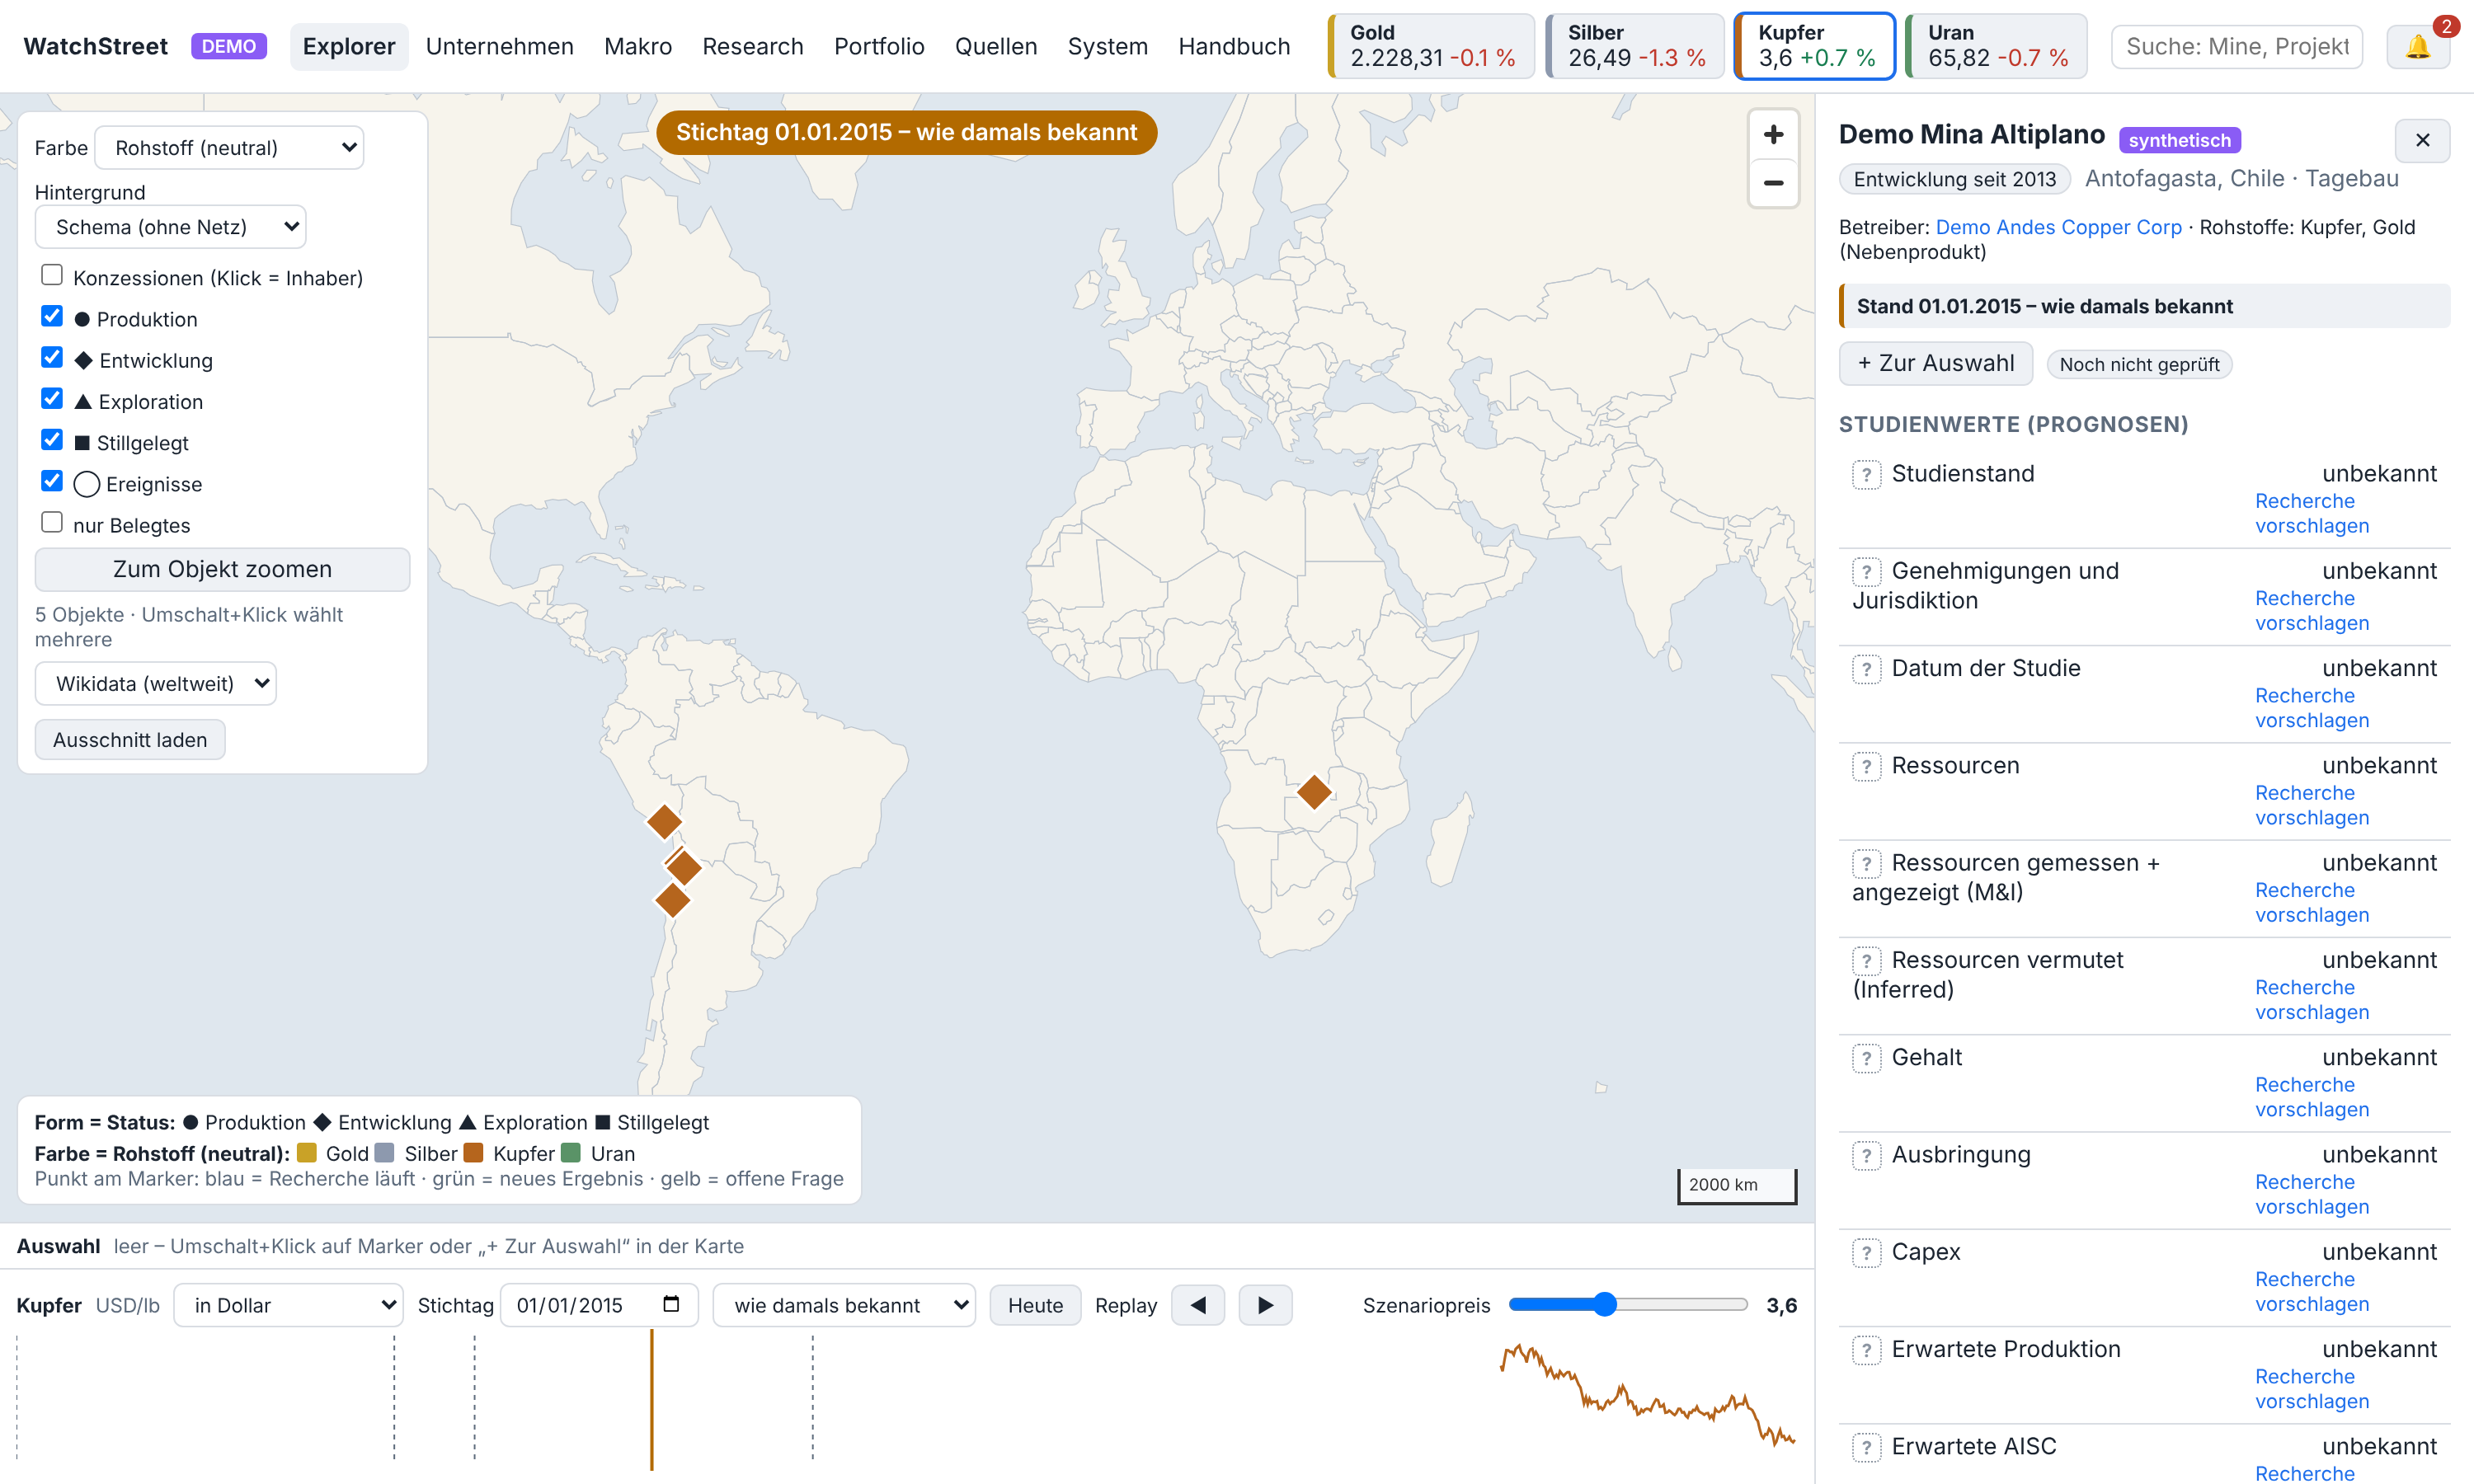 WatchStreet DEMO Explorer Unternehmen Makro Research Portfolio Quellen System Handbuch
Gold
2.228,31 -0.1 %
Silber
26,49 -1.3 %
Kupfer
3,6 +0.7 %
Uran
65,82 -0.7 %
Suche: Mine, Projekt
2
Farbe Rohstoff (neutral)
Hintergrund
Schema (ohne Netz)
Konzessionen (Klick = Inhaber)
Produktion
Entwicklung
Exploration
Stillgelegt
Ereignisse
nur Belegtes
Zum Objekt zoomen
5 Objekte · Umschalt+Klick wählt
mehrere
Wikidata (weltweit)
Ausschnitt laden
Stichtag 01.01.2015 – wie damals bekannt
+
−
Form = Status: Produktion Entwicklung Exploration Stillgelegt
Farbe = Rohstoff (neutral): Gold Silber Kupfer Uran
Punkt am Marker: blau = Recherche läuft · grün = neues Ergebnis · gelb = offene Frage
2000 km
Auswahl leer – Umschalt+Klick auf Marker oder „+ Zur Auswahl“ in der Karte
Kupfer USD/lb in Dollar Stichtag 01/01/2015 wie damals bekannt Heute Replay Szenariopreis 3,6
Demo Mina Altiplano synthetisch
Entwicklung seit 2013 Antofagasta, Chile · Tagebau
Betreiber: Demo Andes Copper Corp · Rohstoffe: Kupfer, Gold
(Nebenprodukt)
Stand 01.01.2015 – wie damals bekannt
+ Zur Auswahl Noch nicht geprüft
STUDIENWERTE (PROGNOSEN)
? Studienstand unbekannt
Recherche
vorschlagen
? Genehmigungen und unbekannt
Jurisdiktion Recherche
vorschlagen
? Datum der Studie unbekannt
Recherche
vorschlagen
? Ressourcen unbekannt
Recherche
vorschlagen
? Ressourcen gemessen + unbekannt
angezeigt (M&I) Recherche
vorschlagen
? Ressourcen vermutet unbekannt
(Inferred) Recherche
vorschlagen
? Gehalt unbekannt
Recherche
vorschlagen
? Ausbringung unbekannt
Recherche
vorschlagen
? Capex unbekannt
Recherche
vorschlagen
? Erwartete Produktion unbekannt
Recherche
vorschlagen
? Erwartete AISC unbekannt
Recherche